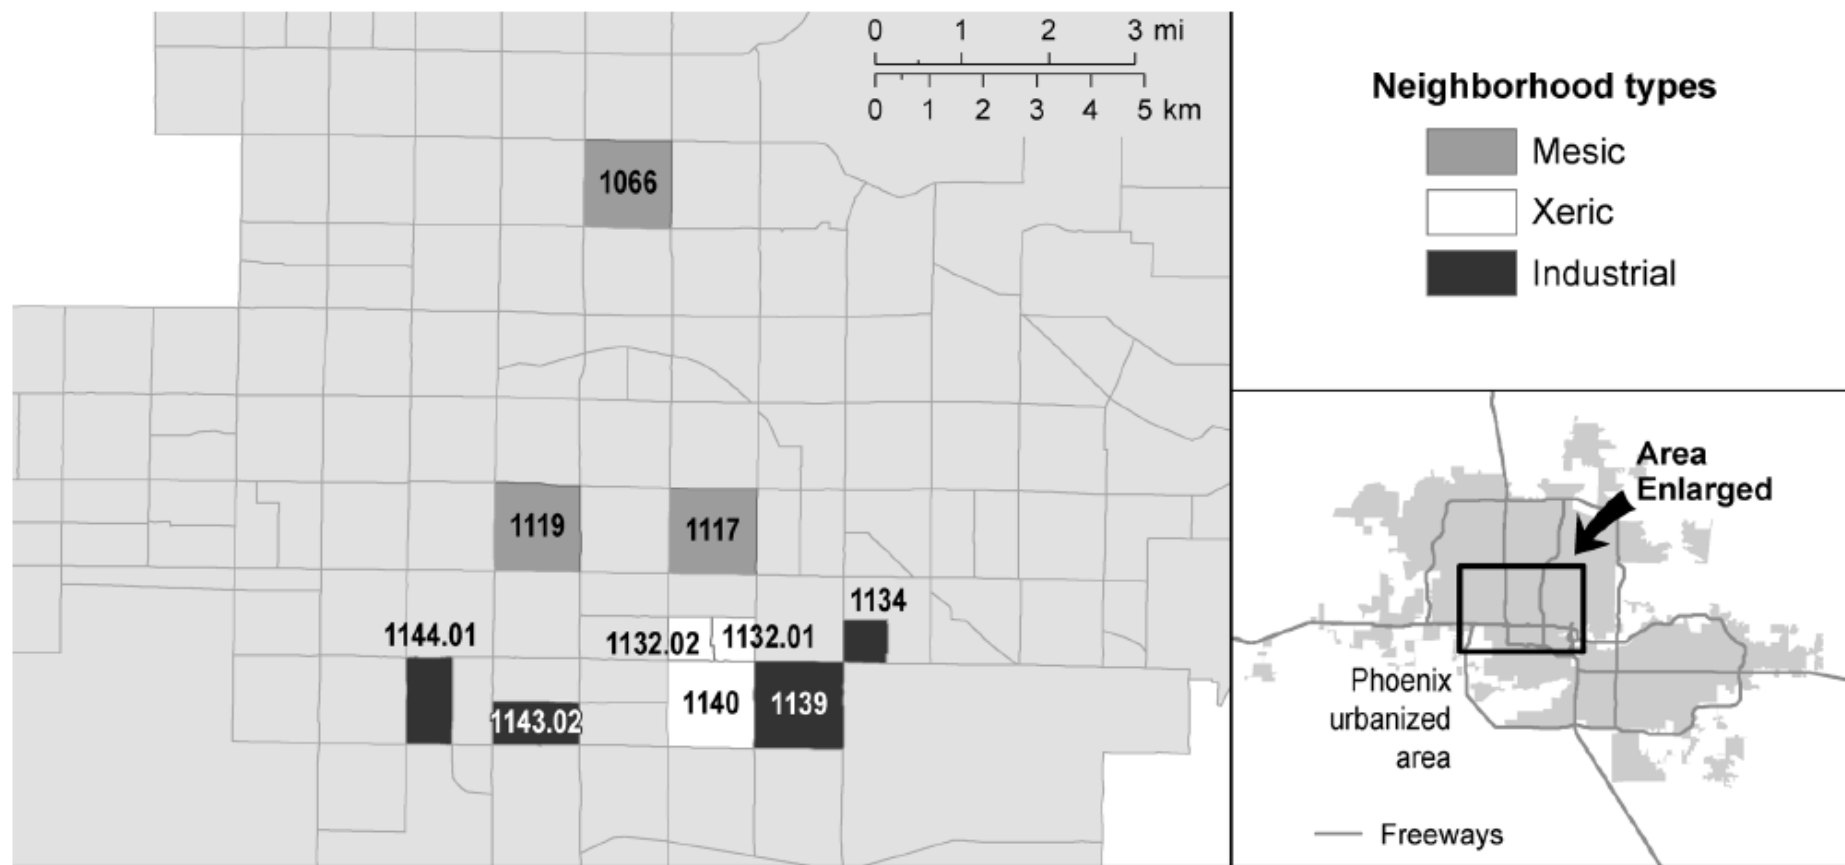 0 1 2 3 mi
0 1 2 3 4 5 km
1066
1119
1117
1134
1144.01
1132.02
1132.01
1143.02
1140
1139
Neighborhood types
Mesic
Xeric
Industrial
Area
Enlarged
Phoenix
urbanized
area
Freeways